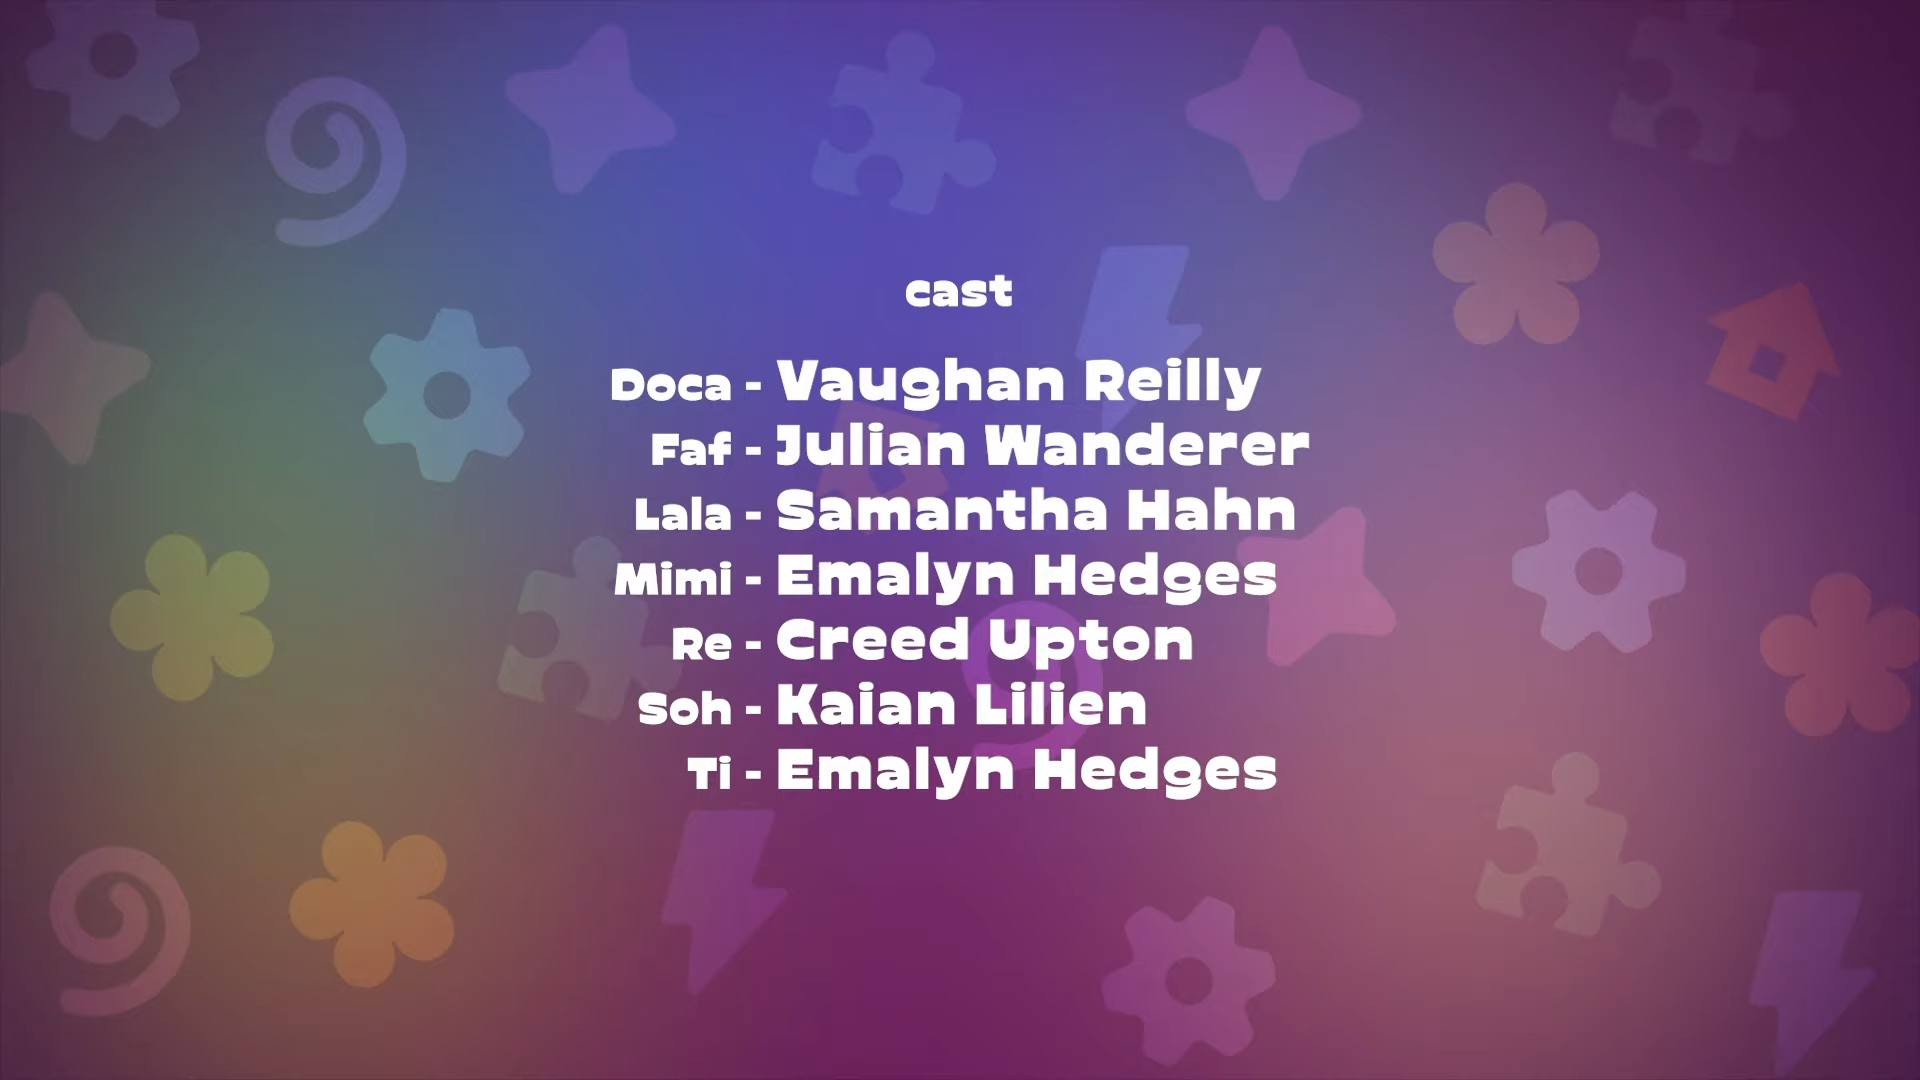 cast
Doca - Vaughan Reilly
Faf - Julian Wanderer
Lala - Samantha Hahn
Mimi - Emalyn Hedges
Re - Creed Upton
Soh - Kaian Lilien
Ti - Emalyn Hedges